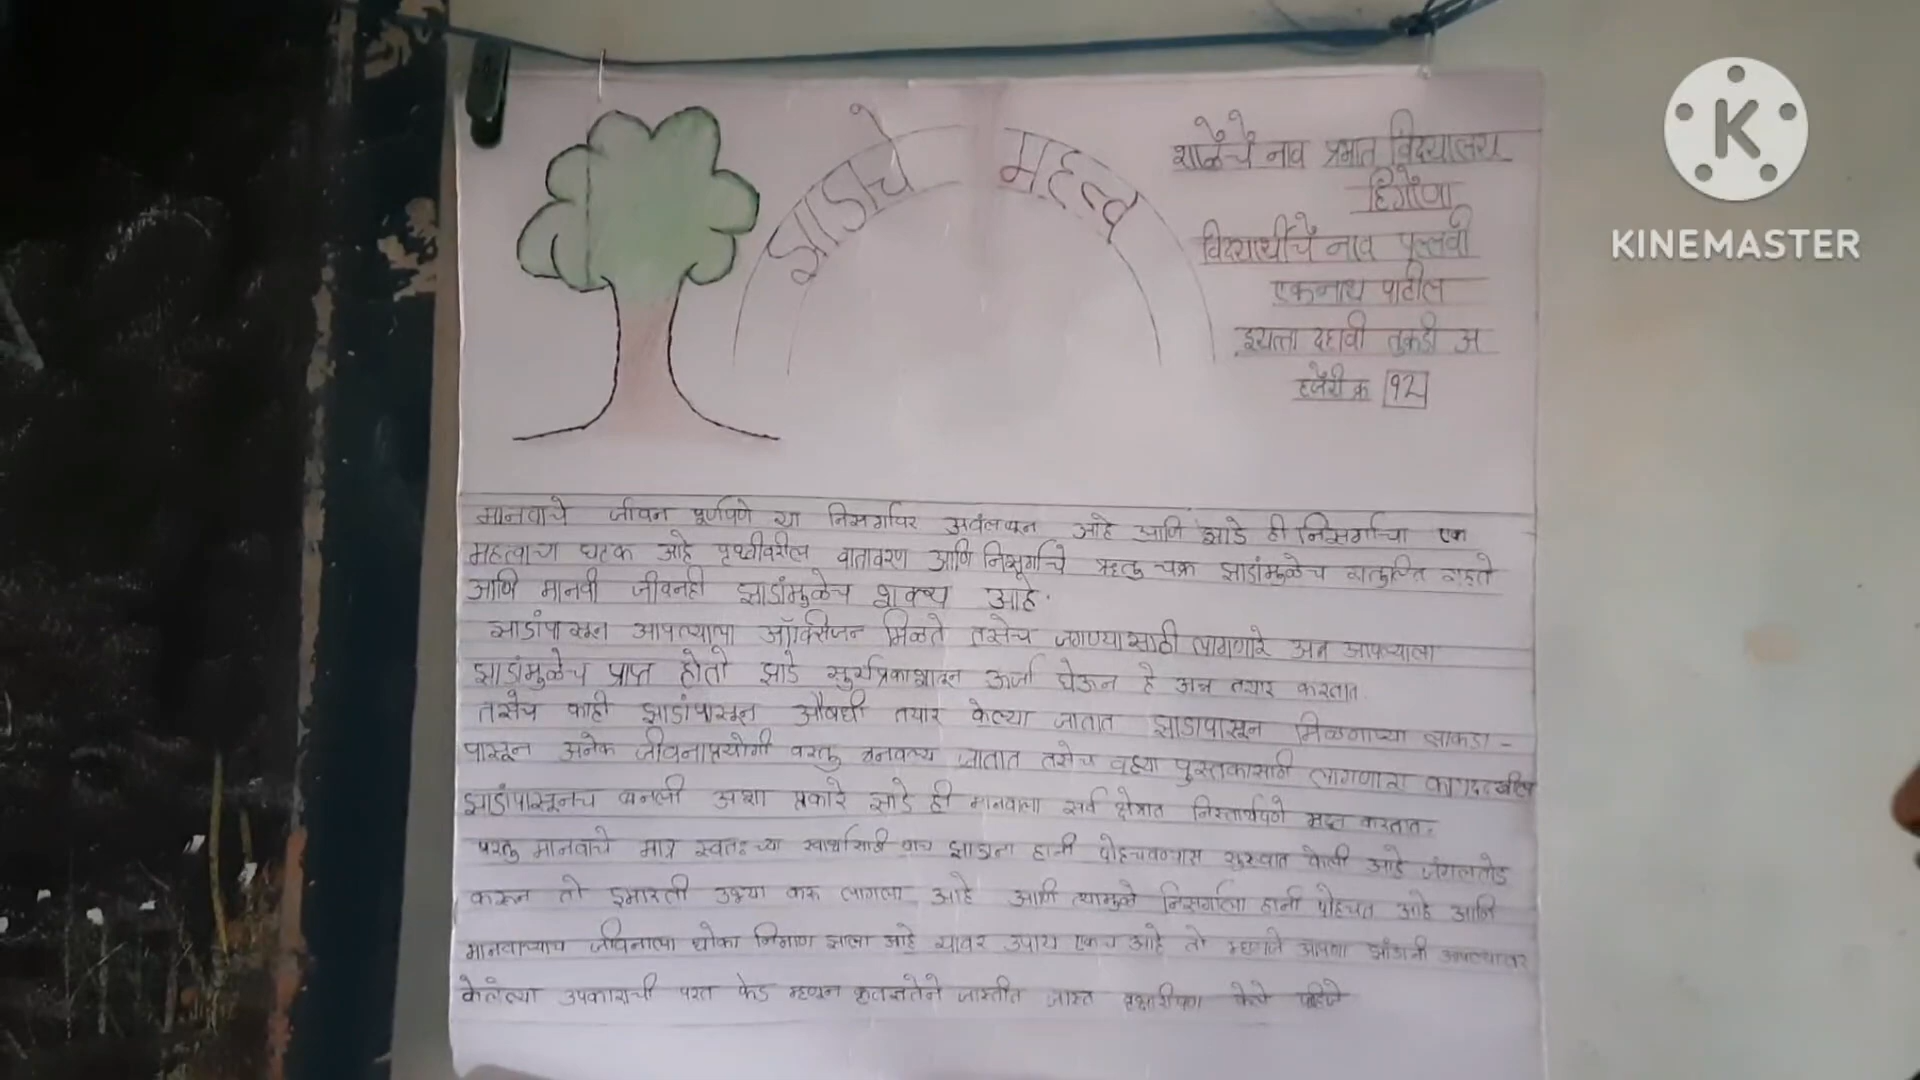 झाडाचे महत्व
शाळेचे नाव प्रभात विद्यालय
हिंगोणा
विद्यार्थीचे नाव पल्लवी
एकनाथ पाटील
इयत्ता दहावी तुकडी अ
हजेरी क्र 12
KINEMASTER
मानवाचे जीवन पूर्णपणे या निसर्गावर अवलंबून आहे आणि झाडे ही निसर्गाचा एक
महत्वाचा घटक आहे पृथ्वीवरील वातावरण आणि निसर्गाचे ऋतु चक्र झाडांमुळेच राहते
आणि मानवी जीवनही झाडांमुळेच शक्य आहे.
झाडांपासून आपल्याला ऑक्सिजन मिळते तसेच जगण्यासाठी लागणारे अन्न आपल्याला
झाडांमुळेच प्राप्त होतो झाडे सुर्यप्रकाशातून ऊर्जा घेऊन हे अन्न तयार करतात.
तसेच काही झाडांपासून औषधी तयार केल्या जातात झाडापासून मिळणाऱ्या लाकडा-
पासून अनेक जीवनाप्रयोगी वस्तु बनवल्या जातात तसेच वह्या पुस्तकासाठी लागणारा कागद देखील
झाडांपासूनच बनली अशा प्रकारे झाडे ही मानवाला सर्व क्षेत्रात निस्वार्थपणे मदत करतात.
परंतु मानवाचे मात्र स्वतःच्या स्वार्थासाठी याच झाडाला हानी पोहचवण्यास सुरुवात केली आहे जंगलतोड
करून तो इमारती उभ्या करू लागला आहे आणि त्यामुळे निसर्गाला हानी पोहचत आहे आणि
मानवाच्याच जीवनाला धोका निर्माण झाला आहे यावर उपाय एकच आहे तो म्हणजे आपण झाडांनी आपल्यावर
केलेल्या उपकाराची परत फेड म्हणून कृतज्ञतेने जास्तीत जास्त वृक्षारोपण केले पाहिजे